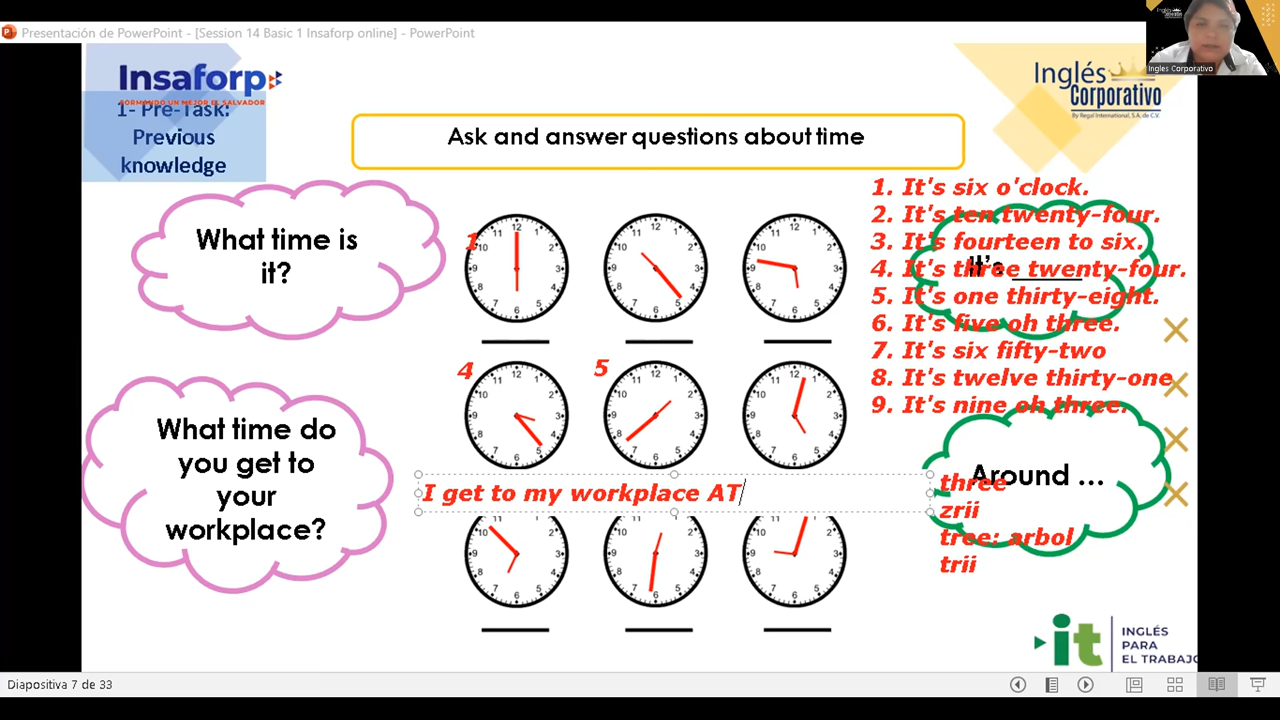 Presentación de PowerPoint - [Session 14 Basic 1 Insaforp online] - PowerPoint
Ingles Corporativo
Insaforp
FORMANDO UN MEJOR EL SALVADOR
1- Pre-Task:
Previous
knowledge
Ask and answer questions about time
Inglés
Corporativo
By Regal International, S.A. de C.V.
What time is
it?
1
4
5
1. It's six o'clock.
2. It's ten twenty-four.
3. It's fourteen to six.
4. It's three twenty-four.
5. It's one thirty-eight.
6. It's five oh three.
7. It's six fifty-two
8. It's twelve thirty-one
9. It's nine oh three.
It's ______
What time do
you get to
your
workplace?
I get to my workplace AT
Around ...
three
zrii
tree: arbol
trii
it
INGLÉS
PARA
EL TRABAJO
Diapositiva 7 de 33